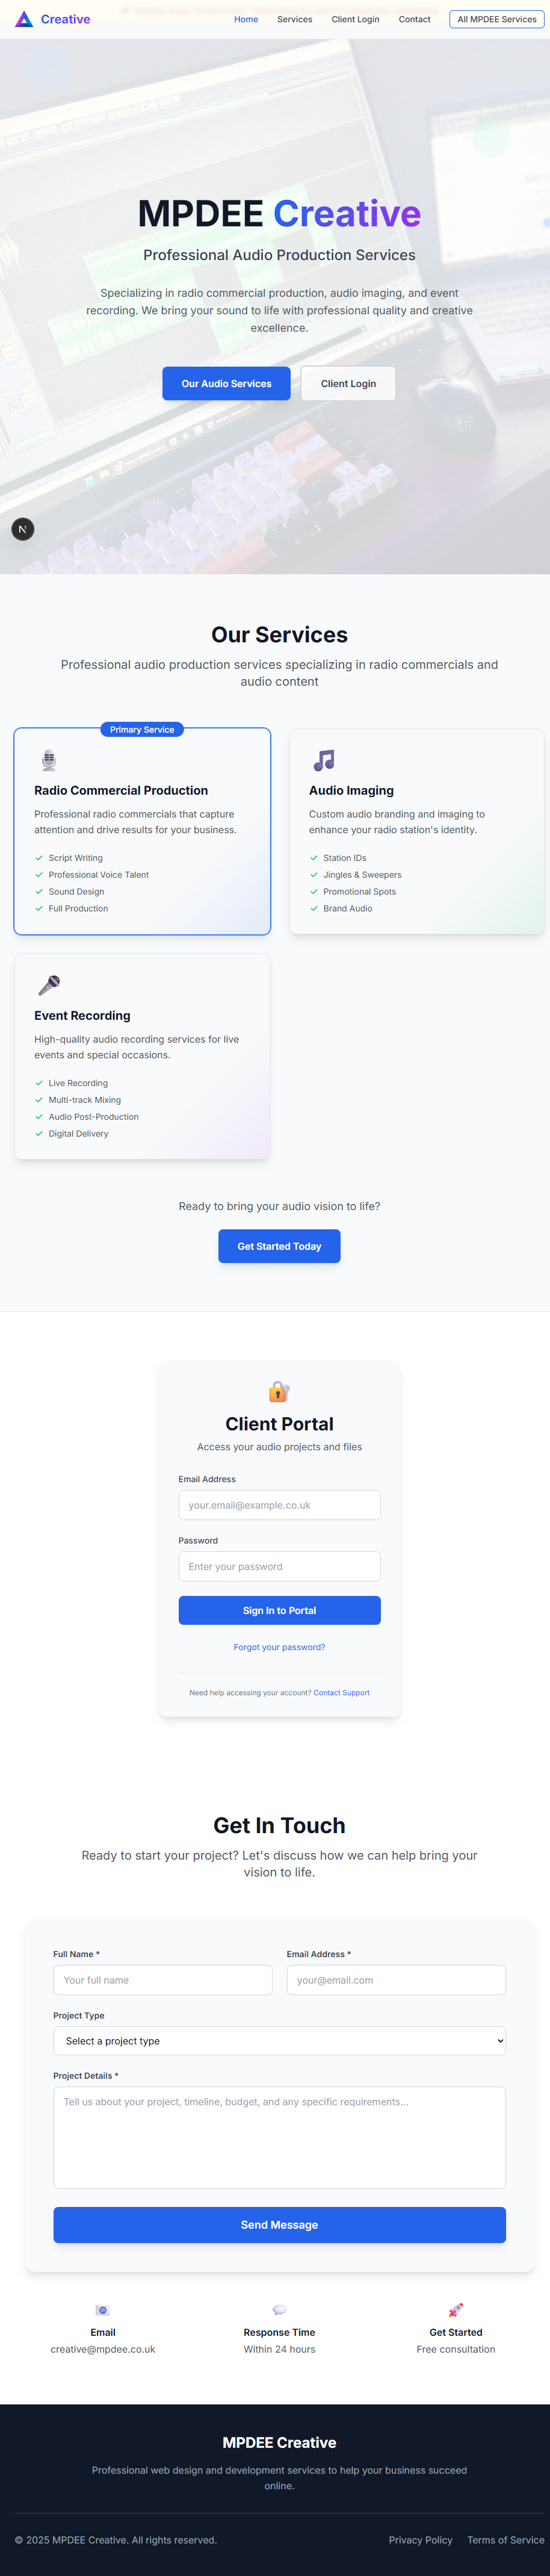 Creative
Home
Services
Client Login
Contact
All MPDEE Services
MPDEE Creative
Professional Audio Production Services
Specializing in radio commercial production, audio imaging, and event
recording. We bring your sound to life with professional quality and creative
excellence.
Our Audio Services
Client Login
N
Our Services
Professional audio production services specializing in radio commercials and
audio content
Primary Service
Radio Commercial Production
Professional radio commercials that capture
attention and drive results for your business.
Script Writing
Professional Voice Talent
Sound Design
Full Production
Audio Imaging
Custom audio branding and imaging to
enhance your radio station's identity.
Station IDs
Jingles & Sweepers
Promotional Spots
Brand Audio
Event Recording
High-quality audio recording services for live
events and special occasions.
Live Recording
Multi-track Mixing
Audio Post-Production
Digital Delivery
Ready to bring your audio vision to life?
Get Started Today
Client Portal
Access your audio projects and files
Email Address
your.email@example.co.uk
Password
Enter your password
Sign In to Portal
Forgot your password?
Need help accessing your account? Contact Support
Get In Touch
Ready to start your project? Let's discuss how we can help bring your
vision to life.
Full Name *
Your full name
Email Address *
your@email.com
Project Type
Select a project type
Project Details *
Tell us about your project, timeline, budget, and any specific requirements...
Send Message
Email
creative@mpdee.co.uk
Response Time
Within 24 hours
Get Started
Free consultation
MPDEE Creative
Professional web design and development services to help your business succeed
online.
© 2025 MPDEE Creative. All rights reserved.
Privacy Policy
Terms of Service